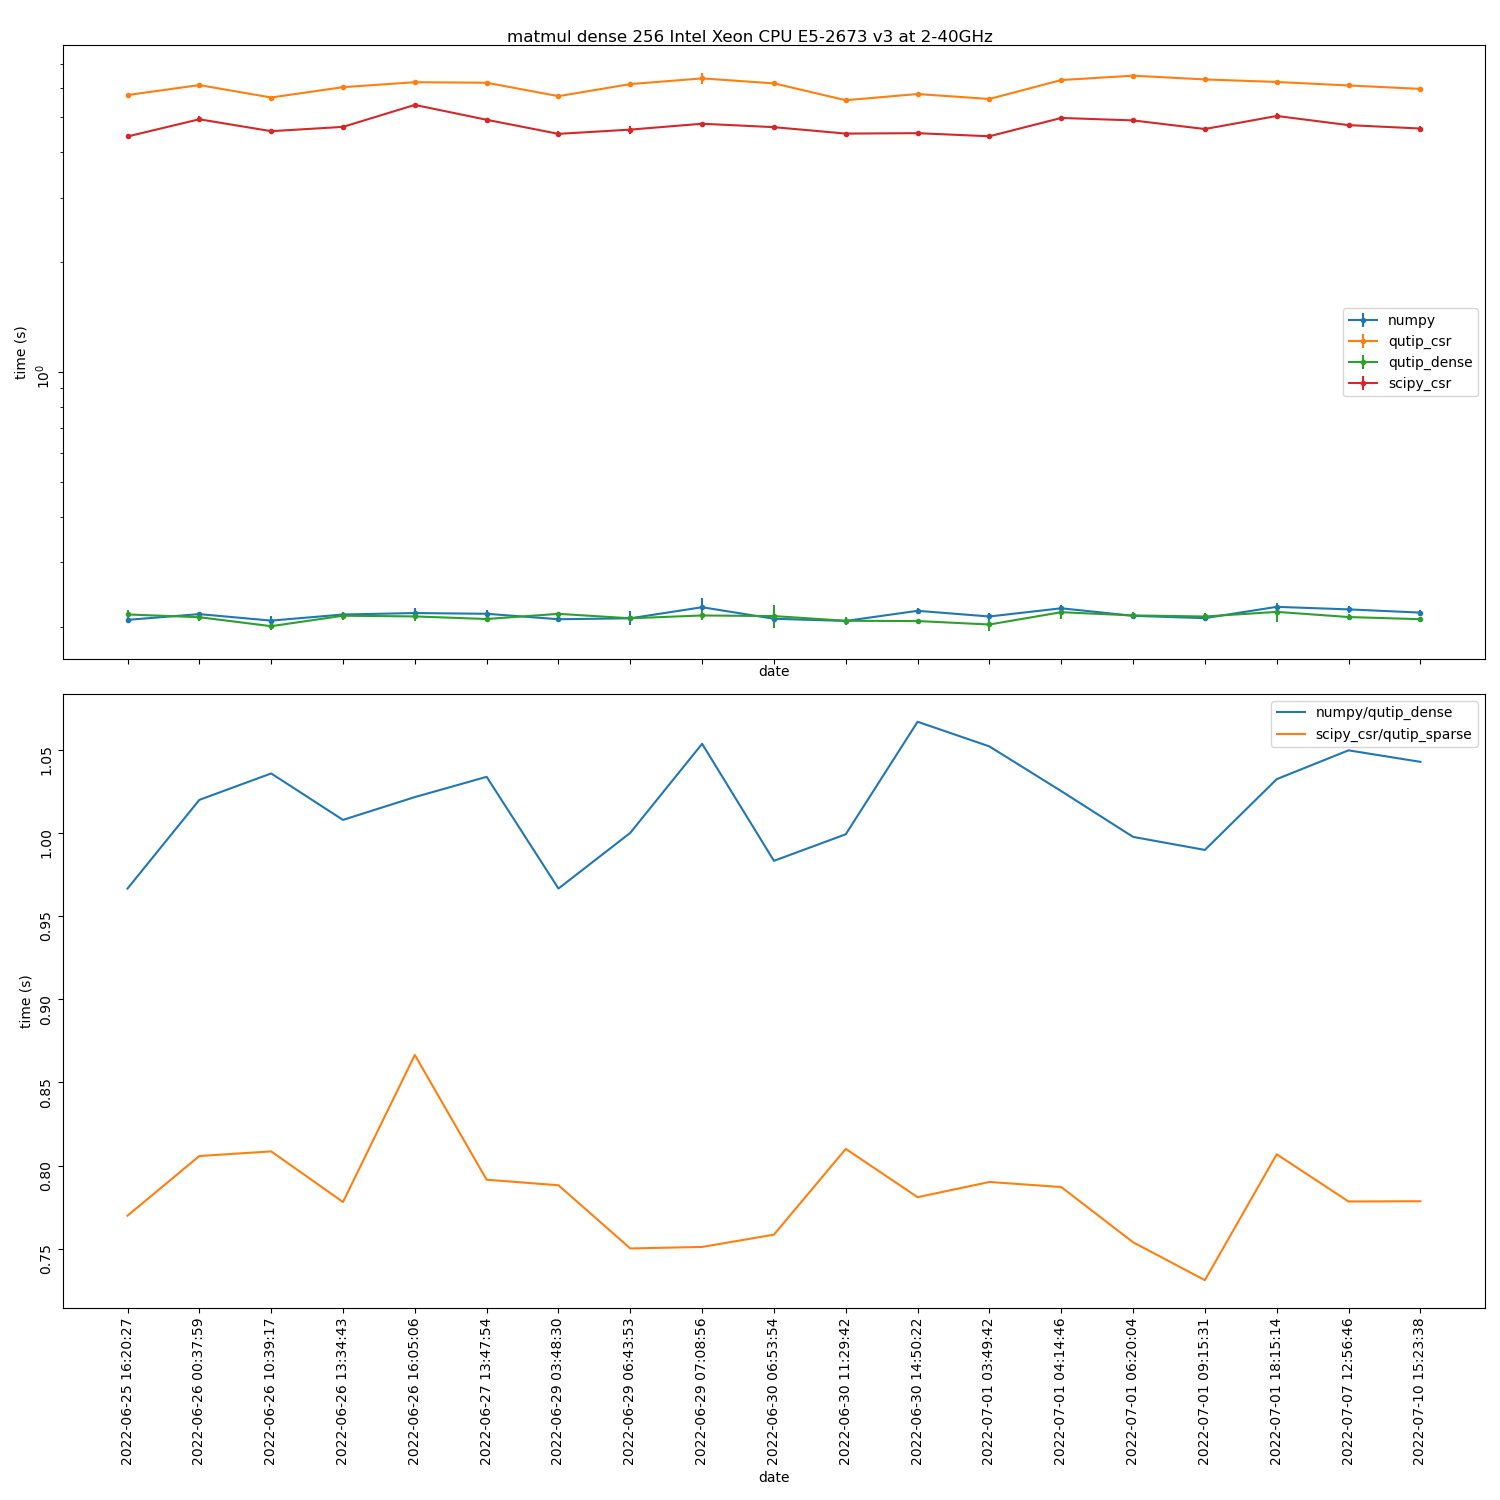 matmul dense 256 Intel Xeon CPU E5-2673 v3 at 2-40GHz
time (s)
10⁰
numpy
qutip_csr
qutip_dense
scipy_csr
date
numpy/qutip_dense
scipy_csr/qutip_sparse
time (s)
1.05
1.00
0.95
0.90
0.85
0.80
0.75
2022-06-25 16:20:27
2022-06-26 00:37:59
2022-06-26 10:39:17
2022-06-26 13:34:43
2022-06-26 16:05:06
2022-06-27 13:47:54
2022-06-29 03:48:30
2022-06-29 06:43:53
2022-06-29 07:08:56
2022-06-30 06:53:54
2022-06-30 11:29:42
2022-06-30 14:50:22
2022-07-01 03:49:42
2022-07-01 04:14:46
2022-07-01 06:20:04
2022-07-01 09:15:31
2022-07-01 18:15:14
2022-07-07 12:56:46
2022-07-10 15:23:38
date